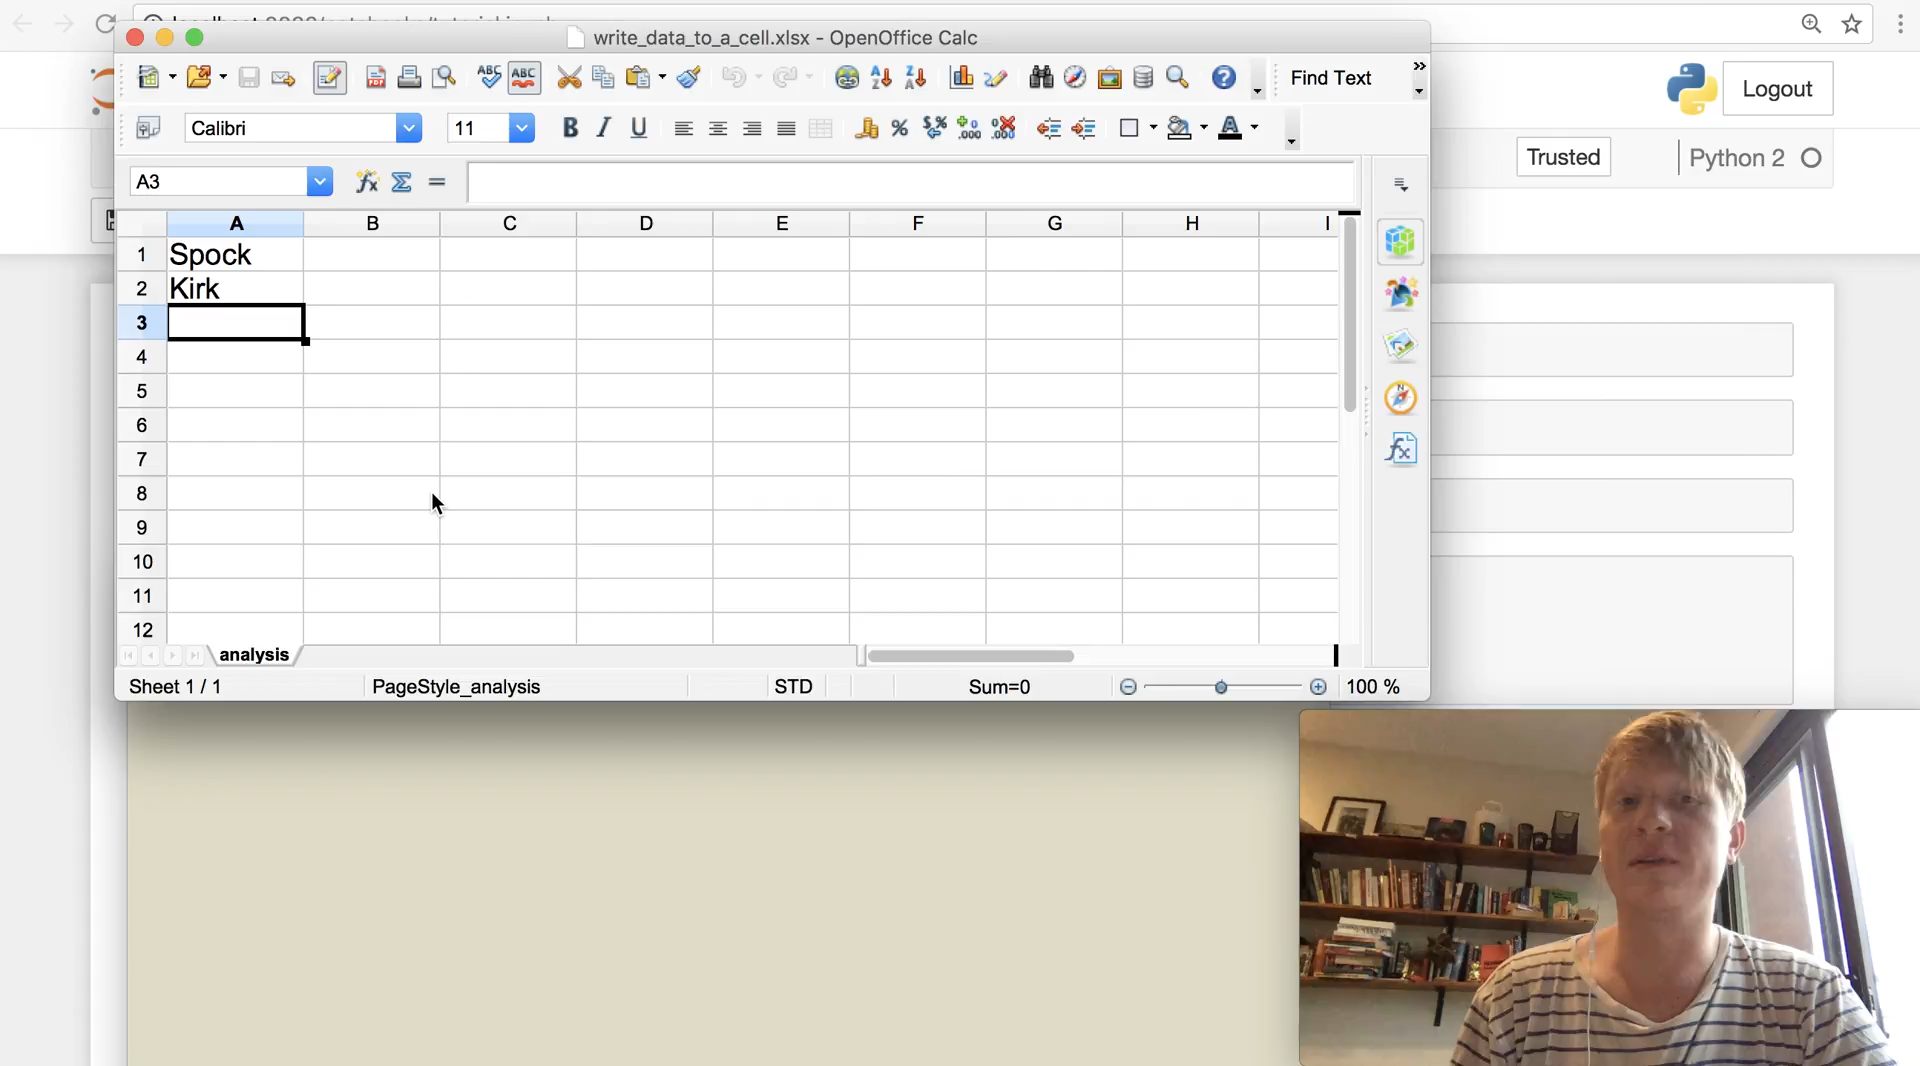 write_data_to_a_cell.xlsx - OpenOffice Calc
Find Text
Logout
Calibri
11
Trusted
Python 2
A3
A B C D E F G H I
1 Spock
2 Kirk
3
4
5
6
7
8
9
10
11
12
analysis
Sheet 1 / 1
PageStyle_analysis
STD
Sum=0
100 %